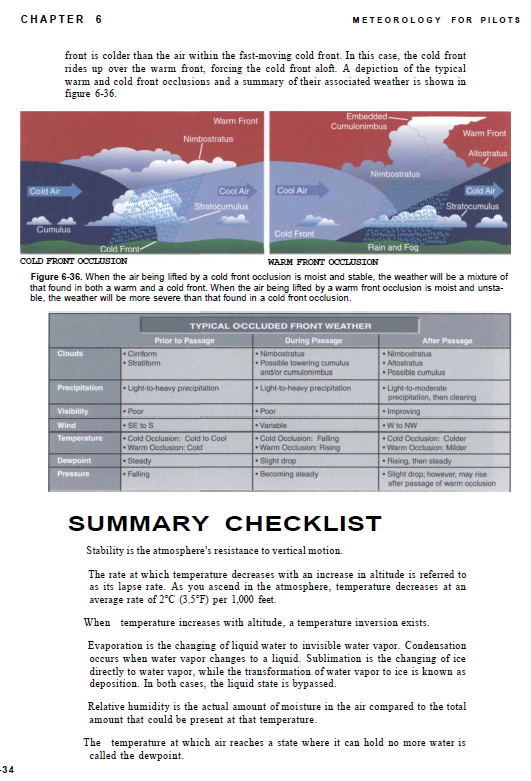 CHAPTER 6 METEOROLOGY FOR PILOTS
front is colder than the air within the fast-moving cold front. In this case, the cold front
rides up over the warm front, forcing the cold front aloft. A depiction of the typical
warm and cold front occlusions and a summary of their associated weather is shown in
figure 6-36.
Warm Front
Nimbostratus
Cold Air
Cool Air
Stratocumulus
Cumulus
Cold Front
Embedded
Cumulonimbus
Warm Front
Altostratus
Nimbostratus
Cool Air
Cold Air
Stratocumulus
Cold Front
Rain and Fog
COLD FRONT OCCLUSION WARM FRONT OCCLUSION
Figure 6-36. When the air being lifted by a cold front occlusion is moist and stable, the weather will be a mixture of
that found in both a warm and a cold front. When the air being lifted by a warm front occlusion is moist and unsta-
ble, the weather will be more severe than that found in a cold front occlusion.
TYPICAL OCCLUDED FRONT WEATHER
Prior to Passage During Passage After Passage
Clouds • Cirriform • Nimbostratus • Nimbostratus
• Stratiform • Possible towering cumulus • Altostratus
and/or cumulonimbus • Possible cumulus
Precipitation • Light-to-heavy precipitation • Light-to-heavy precipitation • Light-to-moderate
precipitation, then clearing
Visibility • Poor • Poor • Improving
Wind • SE to S • Variable • W to NW
Temperature • Cold Occlusion: Cold to Cool • Cold Occlusion: Falling • Cold Occlusion: Colder
• Warm Occlusion: Cold • Warm Occlusion: Rising • Warm Occlusion: Milder
Dewpoint • Steady • Slight drop • Rising, then steady
Pressure • Falling • Becoming steady • Slight drop; however, may rise
after passage of warm occlusion
SUMMARY CHECKLIST
Stability is the atmosphere's resistance to vertical motion.
The rate at which temperature decreases with an increase in altitude is referred to
as its lapse rate. As you ascend in the atmosphere, temperature decreases at an
average rate of 2°C (3.5°F) per 1,000 feet.
When temperature increases with altitude, a temperature inversion exists.
Evaporation is the changing of liquid water to invisible water vapor. Condensation
occurs when water vapor changes to a liquid. Sublimation is the changing of ice
directly to water vapor, while the transformation of water vapor to ice is known as
deposition. In both cases, the liquid state is bypassed.
Relative humidity is the actual amount of moisture in the air compared to the total
amount that could be present at that temperature.
The temperature at which air reaches a state where it can hold no more water is
called the dewpoint.
-34